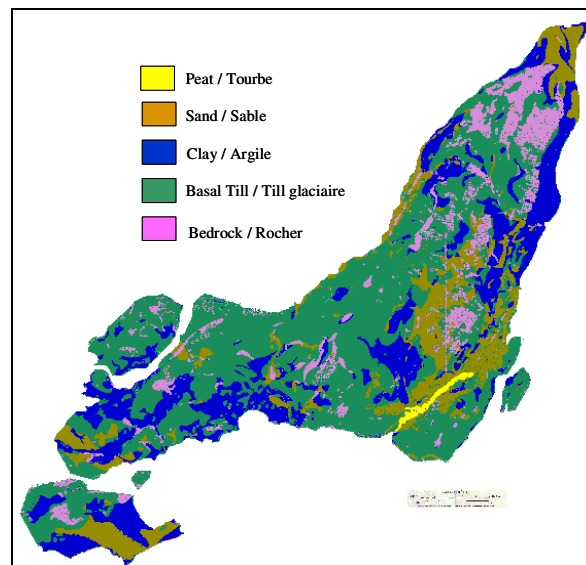 Peat / Tourbe
Sand / Sable
Clay / Argile
Basal Till / Till glaciaire
Bedrock / Rocher